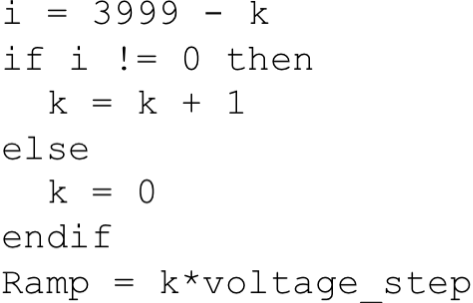 i = 3999 - k
if i != 0 then
  k = k + 1
else
  k = 0
endif
Ramp = k*voltage_step